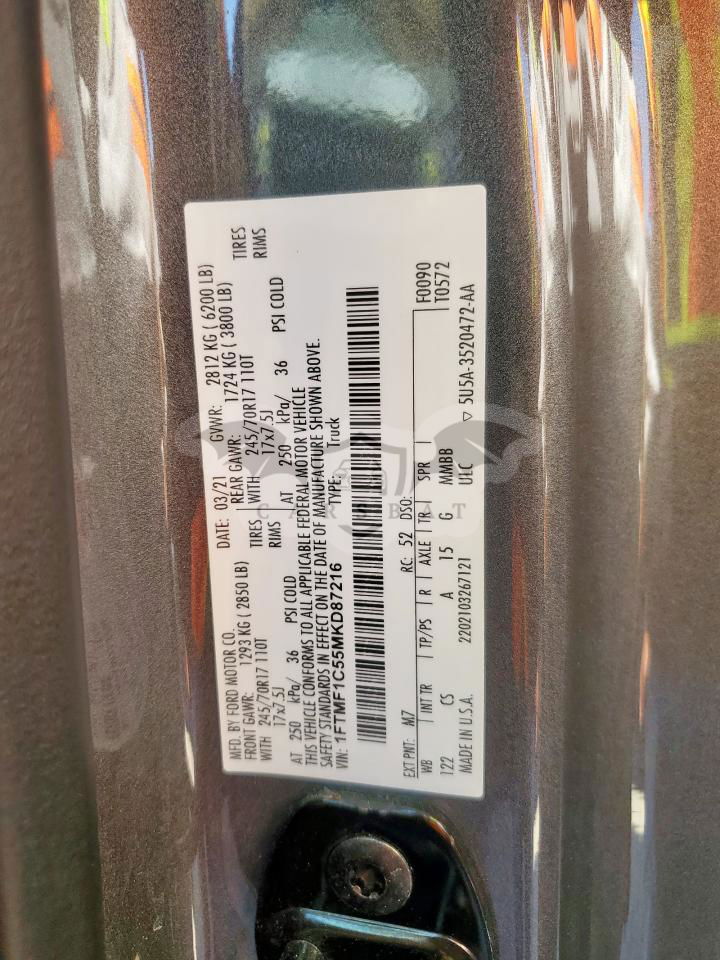 MFD. BY FORD MOTOR CO.
DATE: 03/21 GVWR: 2812 KG ( 6200 LB)
FRONT GAWR: 1293 KG ( 2850 LB) REAR GAWR: 1724 KG ( 3800 LB)
WITH 245/70R17 110T TIRES WITH 245/70R17 110T TIRES
17x7.5J RIMS 17x7.5J RIMS
AT 250 kPa/ 36 PSI COLD AT 250 kPa/ 36 PSI COLD
THIS VEHICLE CONFORMS TO ALL APPLICABLE FEDERAL MOTOR VEHICLE
SAFETY STANDARDS IN EFFECT ON THE DATE OF MANUFACTURE SHOWN ABOVE.
VIN: 1FTMF1C55MKD87216 TYPE: Truck
F0090
T0572
EXT PNT: M7 RC: 52 DSO:
WB INT TR TP/PS R AXLE TR SPR
122 CS A 15 G MMBB
MADE IN U.S.A. 2202103267121 ULC
▽ 5U5A-3520472-AA
CARSBAT